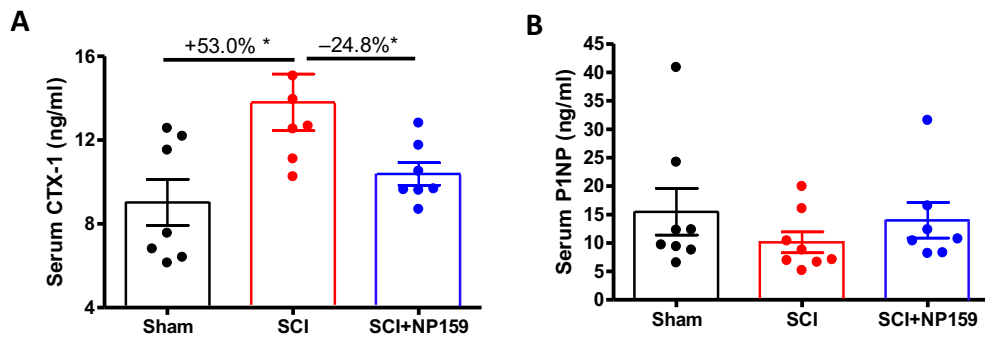 A
+53.0% * –24.8%*
Serum CTX-1 (ng/ml)
16
12
8
4
Sham SCI SCI+NP159
B
Serum P1NP (ng/ml)
45
40
35
30
25
20
15
10
5
0
Sham SCI SCI+NP159